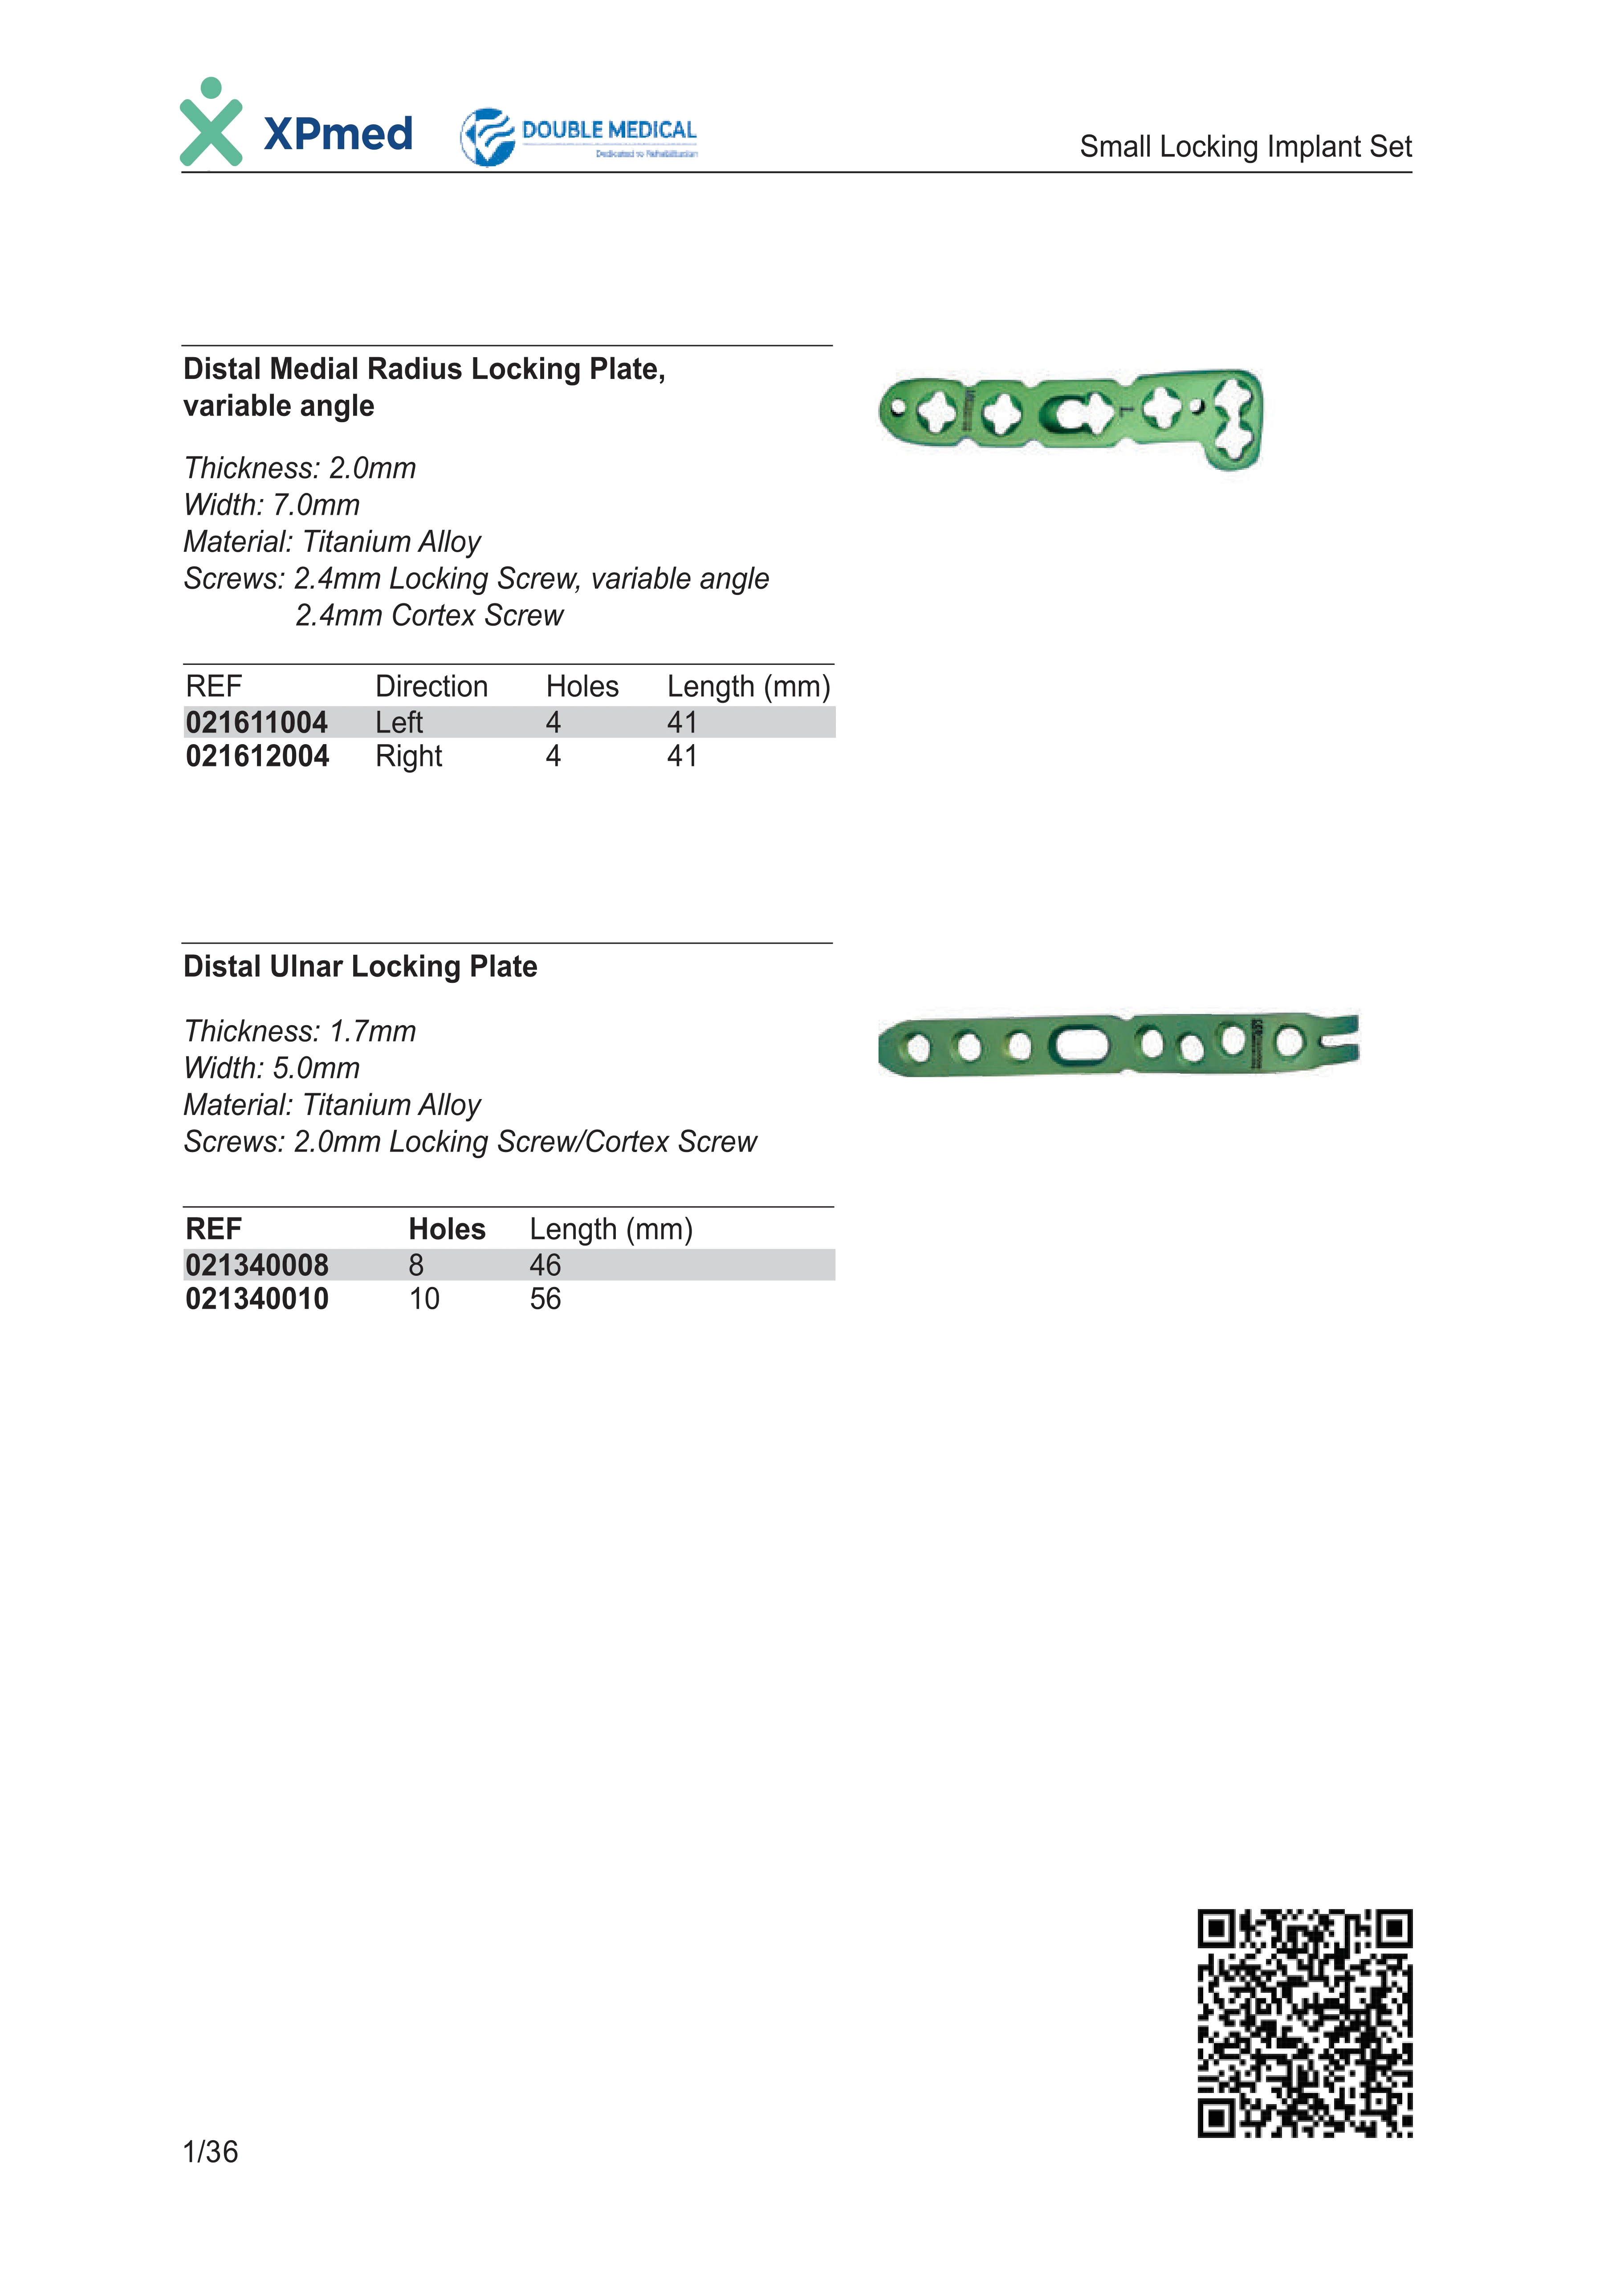 XPmed
DOUBLE MEDICAL
Dedicated to Rehabilitation
Small Locking Implant Set
Distal Medial Radius Locking Plate,
variable angle
Thickness: 2.0mm
Width: 7.0mm
Material: Titanium Alloy
Screws: 2.4mm Locking Screw, variable angle
2.4mm Cortex Screw
REF Direction Holes Length (mm)
021611004 Left 4 41
021612004 Right 4 41
L
Distal Ulnar Locking Plate
Thickness: 1.7mm
Width: 5.0mm
Material: Titanium Alloy
Screws: 2.0mm Locking Screw/Cortex Screw
REF Holes Length (mm)
021340008 8 46
021340010 10 56
1/36